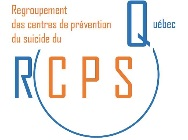 Regroupement
des centres de prévention
du suicide du Québec
RCPS